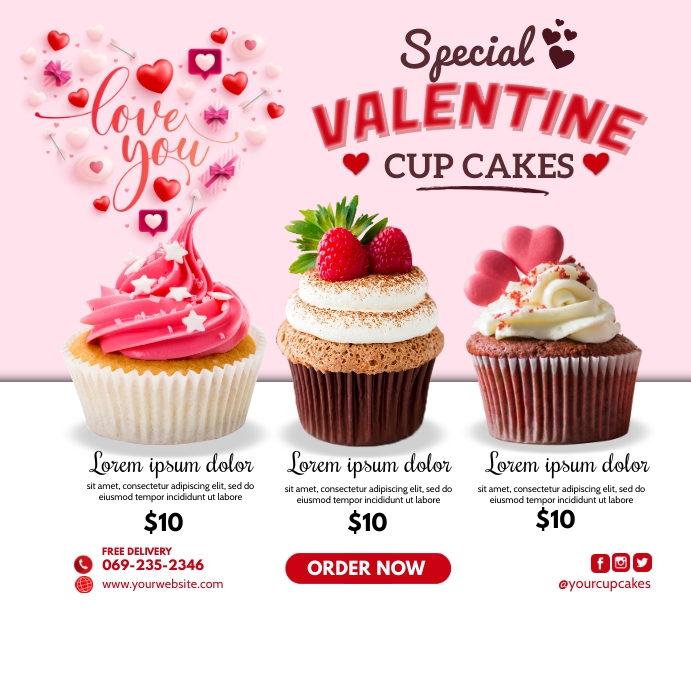 love
you
Special
VALENTINE
CUP CAKES
Lorem ipsum dolor
sit amet, consectetur adipiscing elit, sed do
eiusmod tempor incididunt ut labore
$10
Lorem ipsum dolor
sit amet, consectetur adipiscing elit, sed do
eiusmod tempor incididunt ut labore
$10
Lorem ipsum dolor
sit amet, consectetur adipiscing elit, sed do
eiusmod tempor incididunt ut labore
$10
FREE DELIVERY
069-235-2346
www.yourwebsite.com
ORDER NOW
@yourcupcakes